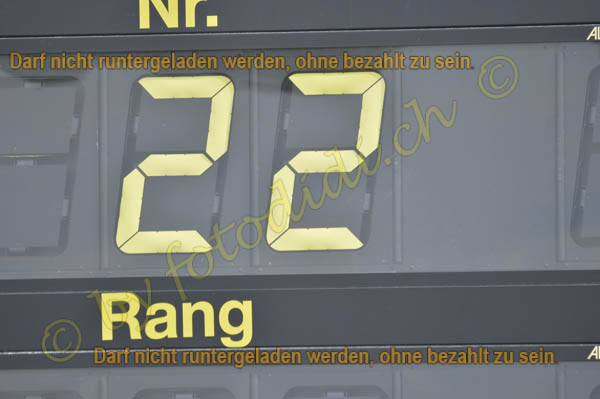 Nr.
Darf nicht runtergeladen werden, ohne bezahlt zu sein. ©
22
© by fotodidi.ch
Rang
Darf nicht runtergeladen werden, ohne bezahlt zu sein.